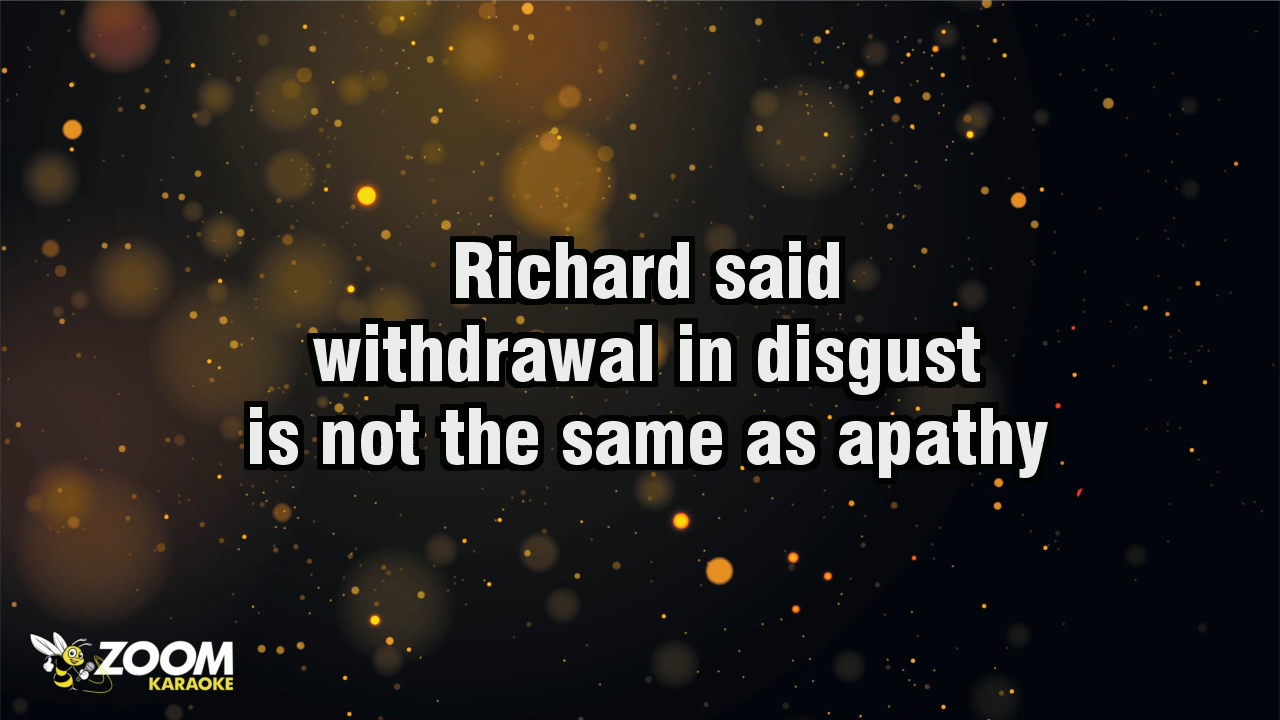 Richard said
withdrawal in disgust
is not the same as apathy
ZOOM
KARAOKE